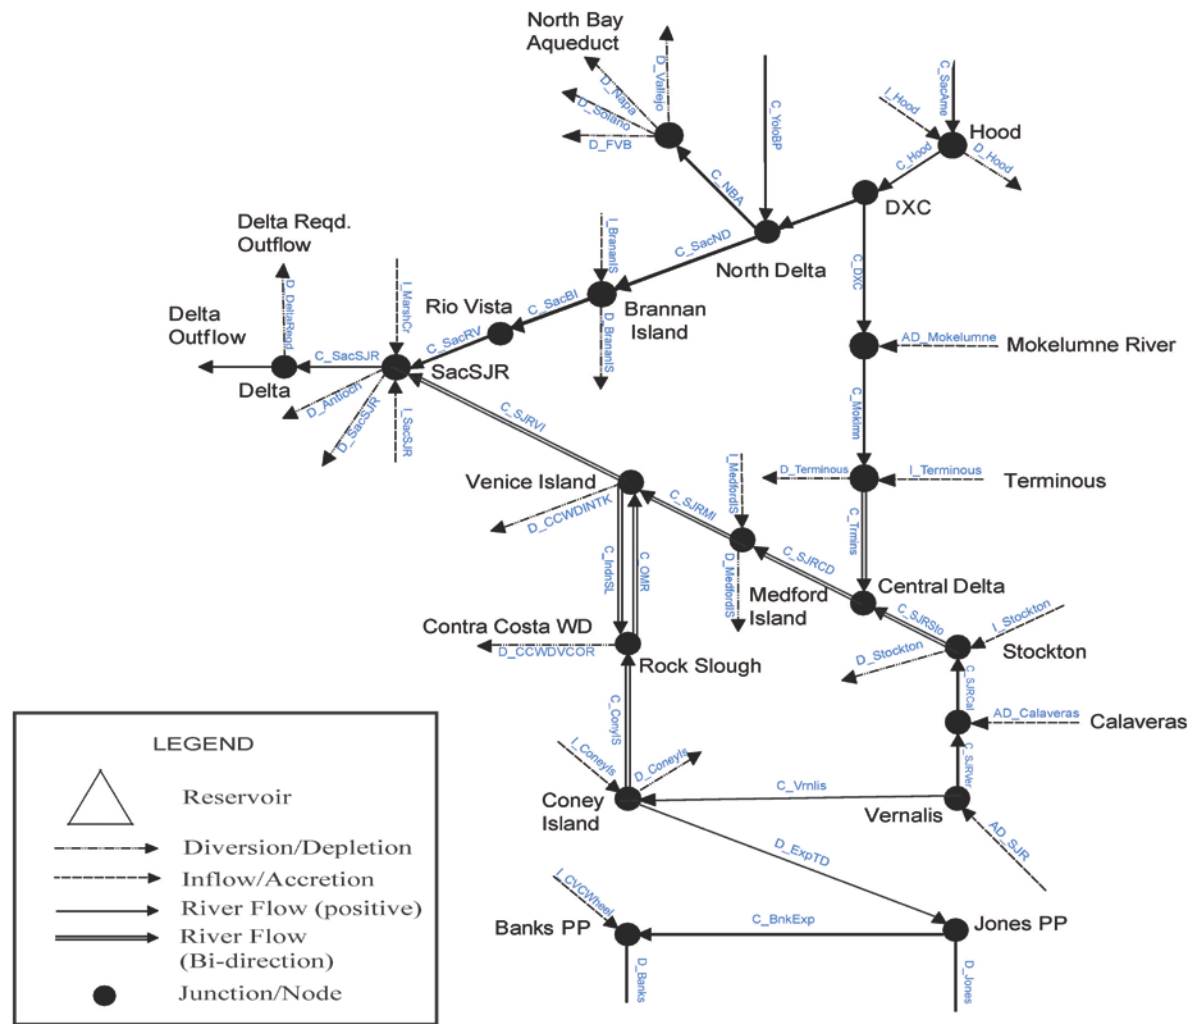 North Bay
Aqueduct
D_Vallejo
D_Napa
D_Solano
D_FVB
C_YoloBP
C_SacAme
I_Hood
Hood
D_Hood
C_Hood
C_NBA
DXC
Delta Reqd.
Outflow
I_BrananIS
C_SacND
North Delta
C_DXC
D_DeltaReqd
I_MarshCr
Rio Vista
C_SacBI
Brannan
Island
Delta
Outflow
C_SacRV
D_BrananIS
AD_Mokelumne
Mokelumne River
C_SacSJR
SacSJR
Delta
D_Antioch
D_SacSJR
I_SacSJR
C_SJRVI
C_Moklmn
Venice Island
I_MedfordIS
D_Terminous
I_Terminous
Terminous
D_CCWDINTK
C_SJRMI
C_IndnSL
C_OMR
C_SJRCD
C_Trmins
D_MedfordIS
Medford
Island
Central Delta
C_SJRSto
I_Stockton
Contra Costa WD
D_CCWDVCOR
Rock Slough
D_Stockton
Stockton
C_SJRCal
C_ConyIS
AD_Calaveras
Calaveras
LEGEND
I_ConeyIs
D_ConeyIs
C_SJRVer
Reservoir
Coney
Island
C_Vrnlis
Vernalis
AD_SJR
Diversion/Depletion
D_ExpTD
Inflow/Accretion
I_CVCWheel
River Flow (positive)
Banks PP
C_BnkExp
Jones PP
River Flow
(Bi-direction)
D_Banks
D_Jones
Junction/Node